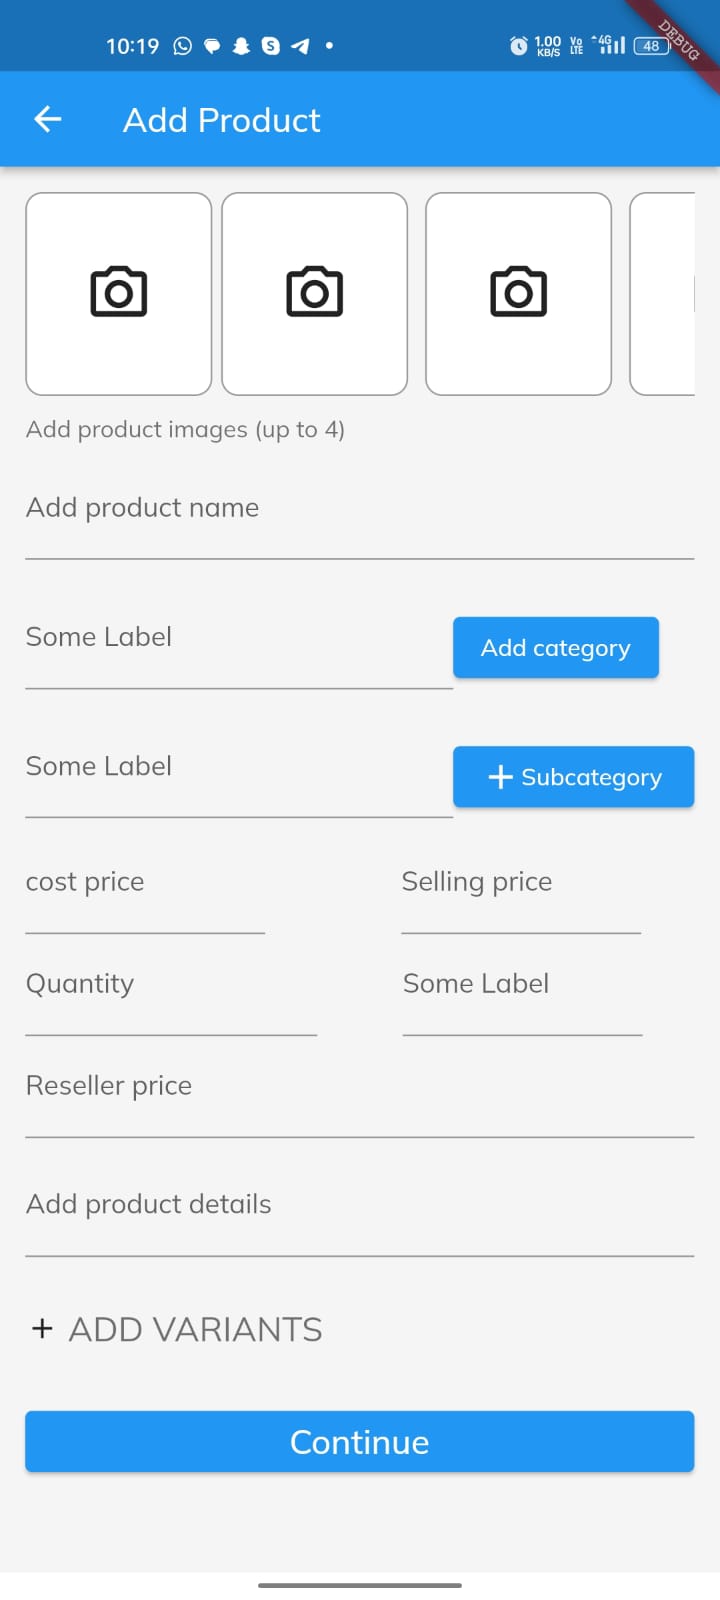 10:19 1.00 KB/S Vo LTE 4G 48
DEBUG
Add Product
Add product images (up to 4)
Add product name
Some Label
Add category
Some Label
+ Subcategory
cost price Selling price
Quantity Some Label
Reseller price
Add product details
+ ADD VARIANTS
Continue